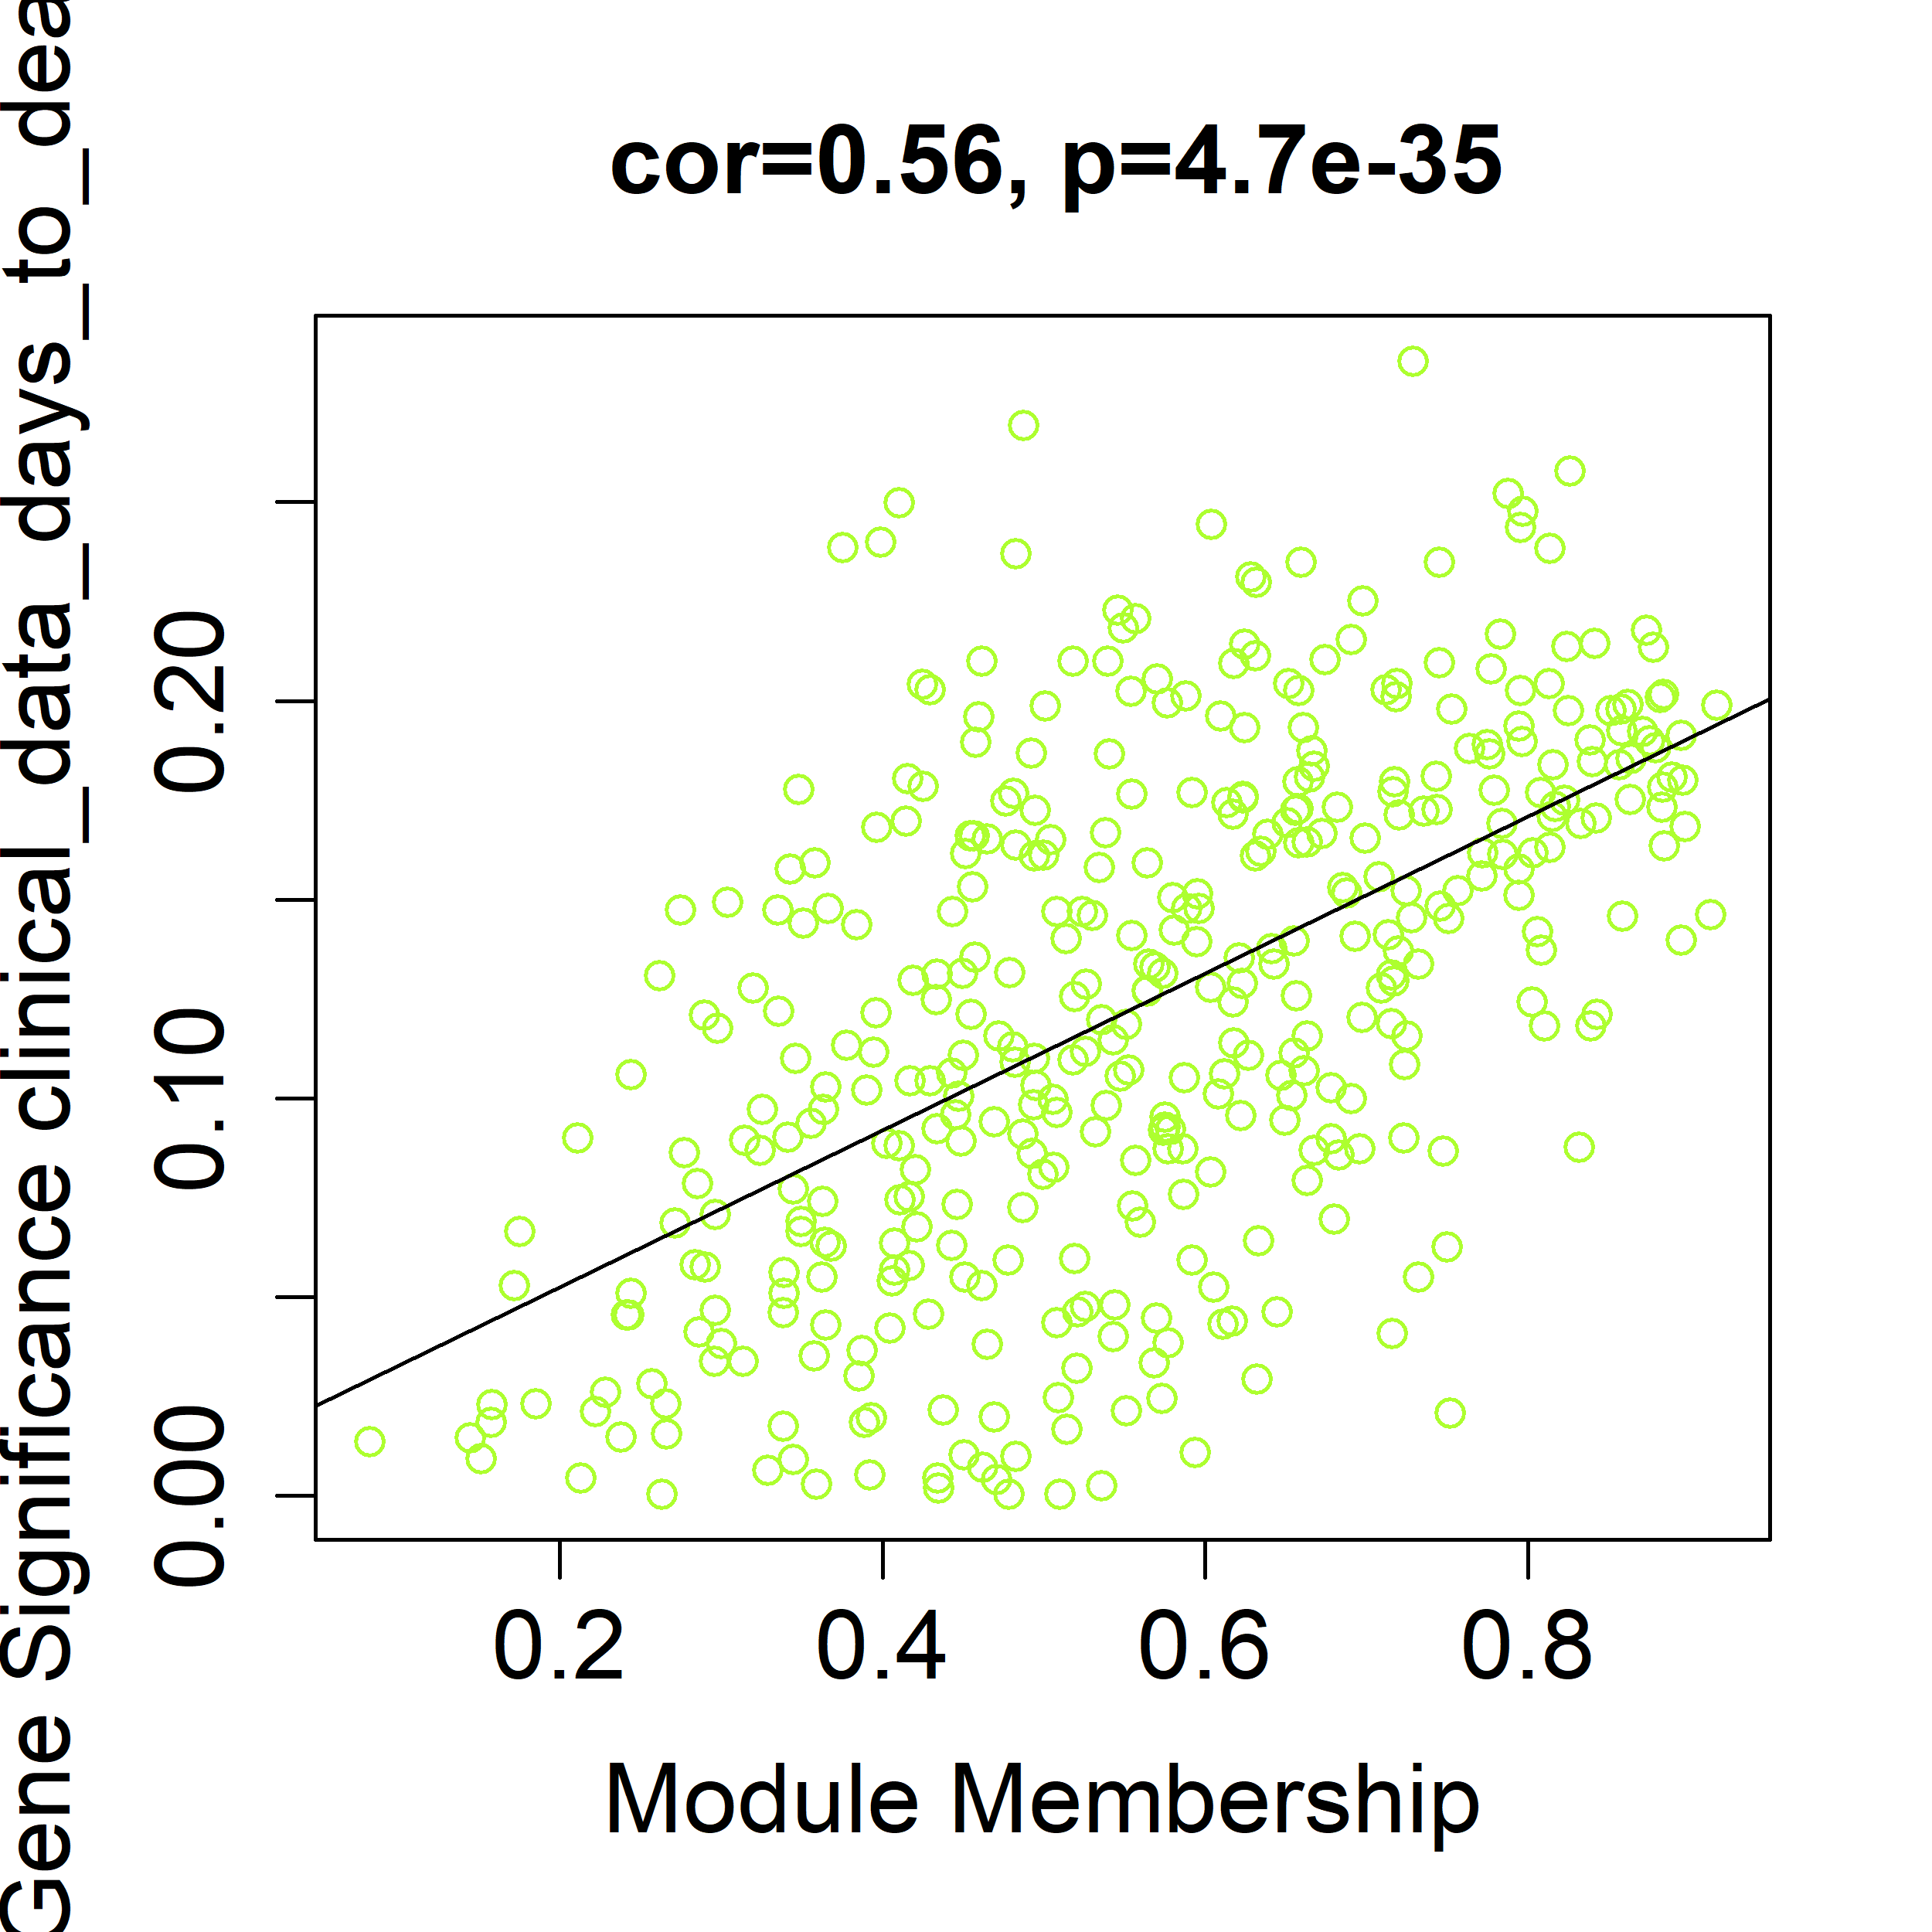 cor=0.56, p=4.7e-35
Gene Significance clinical_data_days_to_dea
0.20
0.10
0.00
0.2 0.4 0.6 0.8
Module Membership